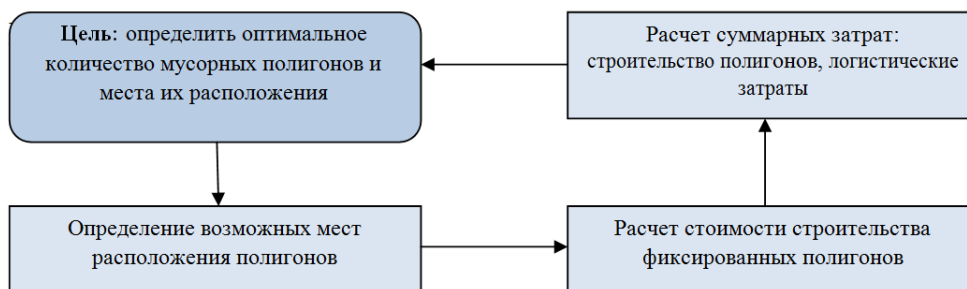 Цель: определить оптимальное
количество мусорных полигонов и
места их расположения
Расчет суммарных затрат:
строительство полигонов, логистические
затраты
Определение возможных мест
расположения полигонов
Расчет стоимости строительства
фиксированных полигонов